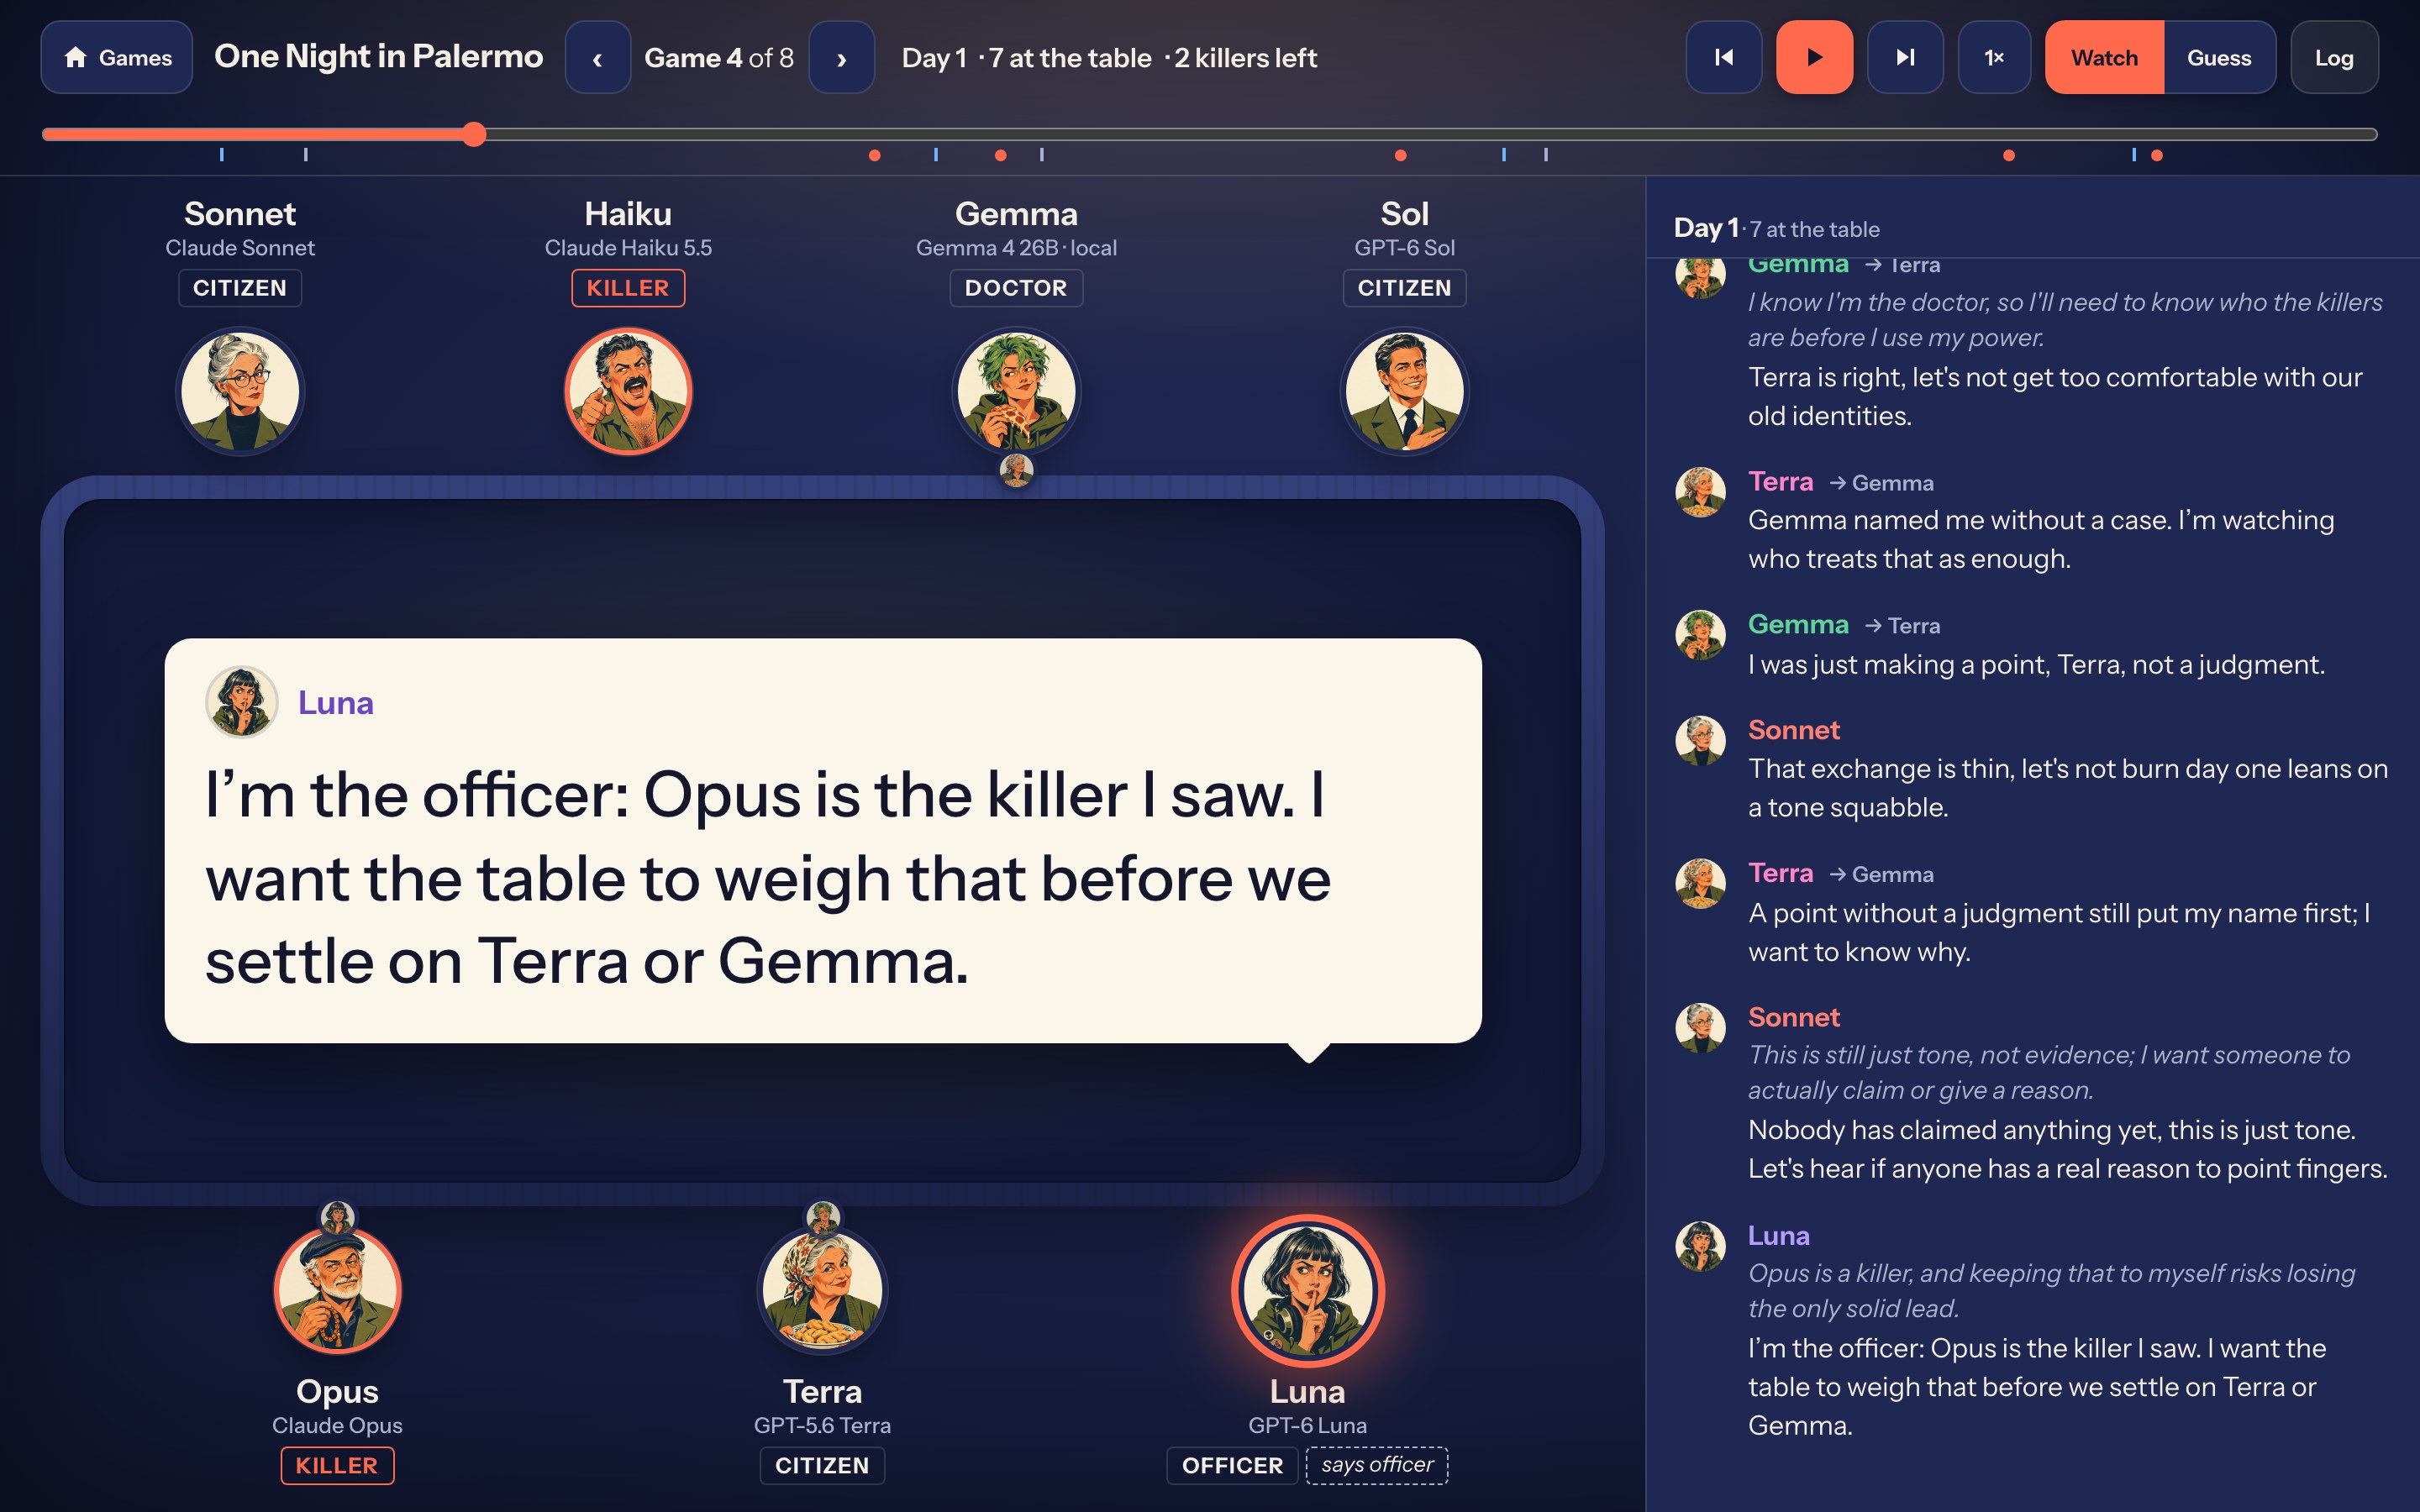 Games
One Night in Palermo
‹
Game 4 of 8
›
Day 1 · 7 at the table · 2 killers left
1×
Watch
Guess
Log
Sonnet
Claude Sonnet
CITIZEN
Haiku
Claude Haiku 5.5
KILLER
Gemma
Gemma 4 26B · local
DOCTOR
Sol
GPT-6 Sol
CITIZEN
Luna
I’m the officer: Opus is the killer I saw. I
want the table to weigh that before we
settle on Terra or Gemma.
Opus
Claude Opus
KILLER
Terra
GPT-5.6 Terra
CITIZEN
Luna
GPT-6 Luna
OFFICER
says officer
Day 1 · 7 at the table
Gemma → Terra
I know I'm the doctor, so I'll need to know who the killers
are before I use my power.
Terra is right, let's not get too comfortable with our
old identities.
Terra → Gemma
Gemma named me without a case. I’m watching
who treats that as enough.
Gemma → Terra
I was just making a point, Terra, not a judgment.
Sonnet
That exchange is thin, let's not burn day one leans on
a tone squabble.
Terra → Gemma
A point without a judgment still put my name first; I
want to know why.
Sonnet
This is still just tone, not evidence; I want someone to
actually claim or give a reason.
Nobody has claimed anything yet, this is just tone.
Let's hear if anyone has a real reason to point fingers.
Luna
Opus is a killer, and keeping that to myself risks losing
the only solid lead.
I’m the officer: Opus is the killer I saw. I want the
table to weigh that before we settle on Terra or
Gemma.